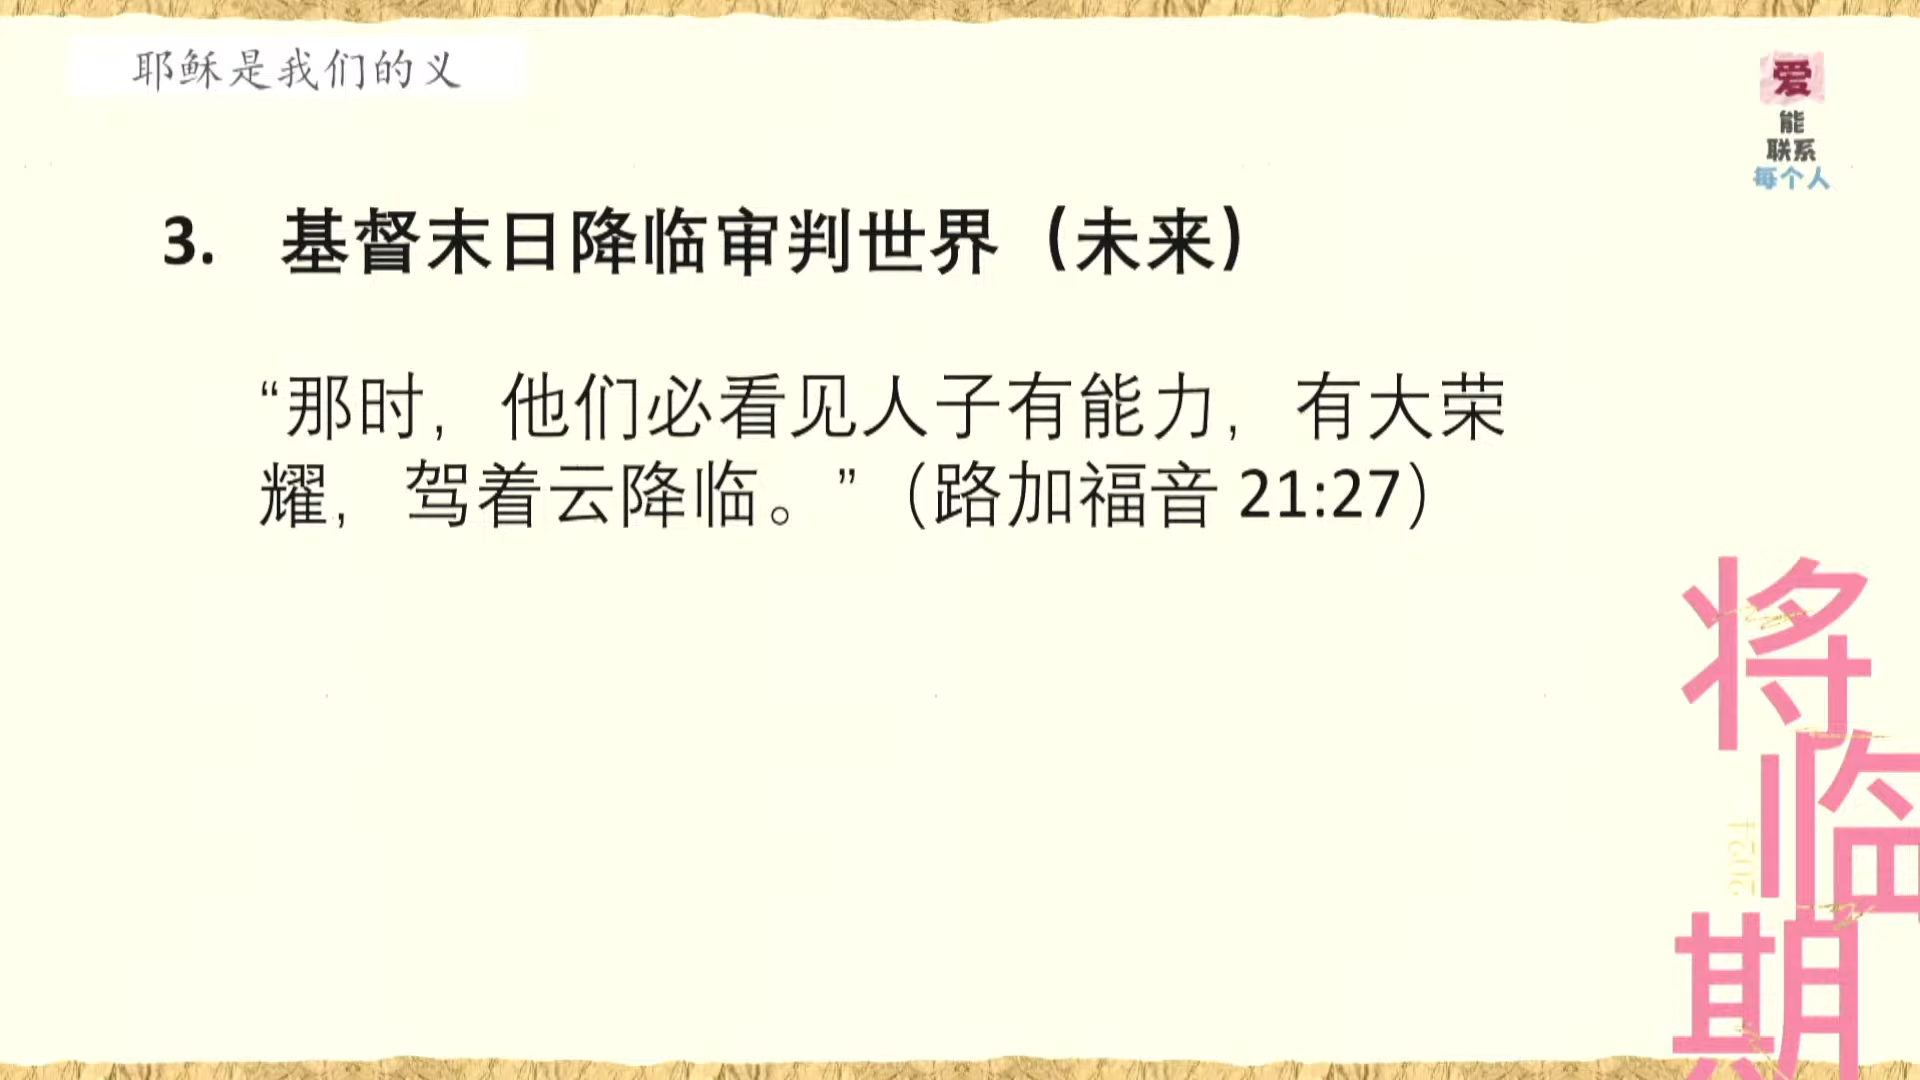 耶稣是我们的义
爱
能
联系
每个人
3. 基督末日降临审判世界（未来）
“那时，他们必看见人子有能力，有大荣
耀，驾着云降临。”（路加福音 21:27）
将
临
期